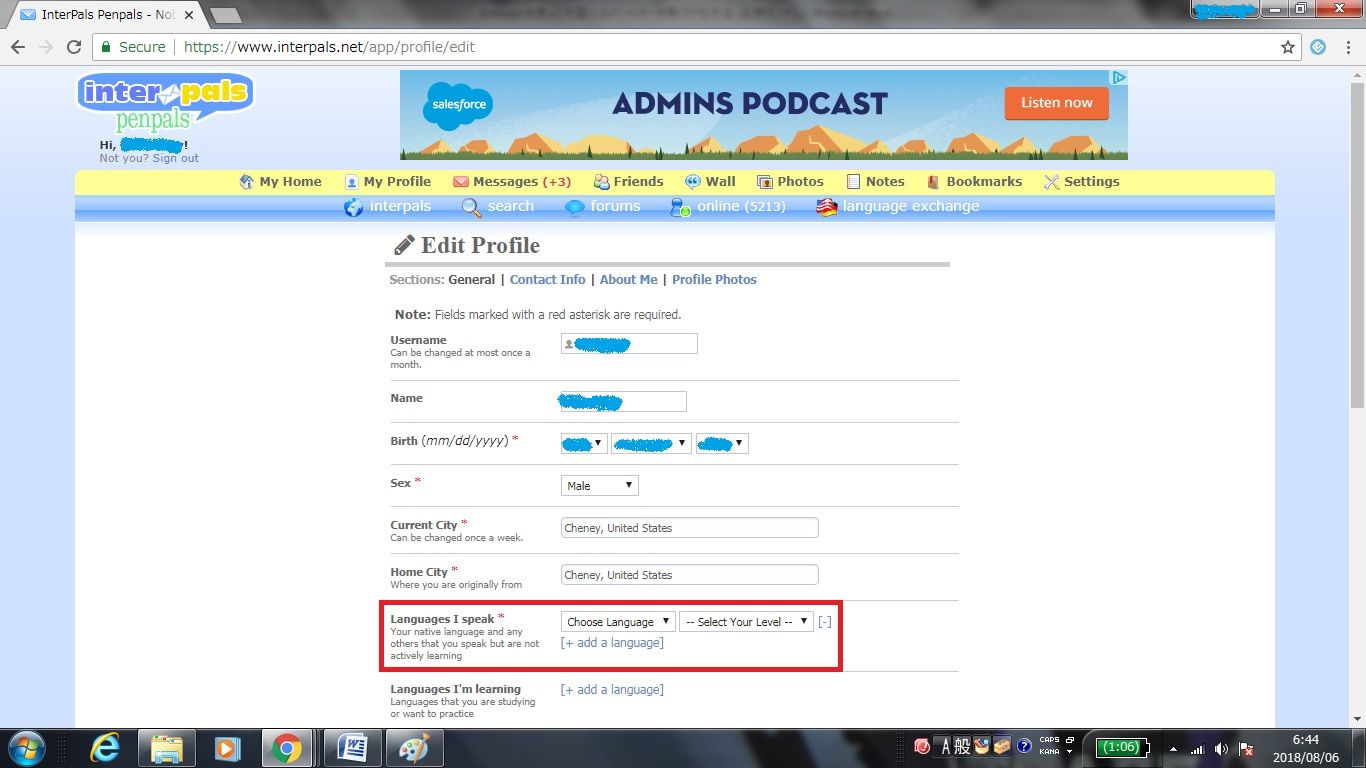 InterPals Penpals - Not
Secure
https://www.interpals.net/app/profile/edit
inter pals
penpals
Hi, !
Not you? Sign out
salesforce
ADMINS PODCAST
Listen now
My Home
My Profile
Messages (+3)
Friends
Wall
Photos
Notes
Bookmarks
Settings
interpals
search
forums
online (5213)
language exchange
Edit Profile
Sections: General | Contact Info | About Me | Profile Photos
Note: Fields marked with a red asterisk are required.
Username
Can be changed at most once a
month.
Name
Birth (mm/dd/yyyy) *
Sex *
Male
Current City *
Can be changed once a week.
Cheney, United States
Home City *
Where you are originally from
Cheney, United States
Languages I speak *
Your native language and any
others that you speak but are not
actively learning
Choose Language
-- Select Your Level --
[-]
[+ add a language]
Languages I'm learning
Languages that you are studying
or want to practice
[+ add a language]
A 般
CAPS
KANA
(1:06)
6:44
2018/08/06